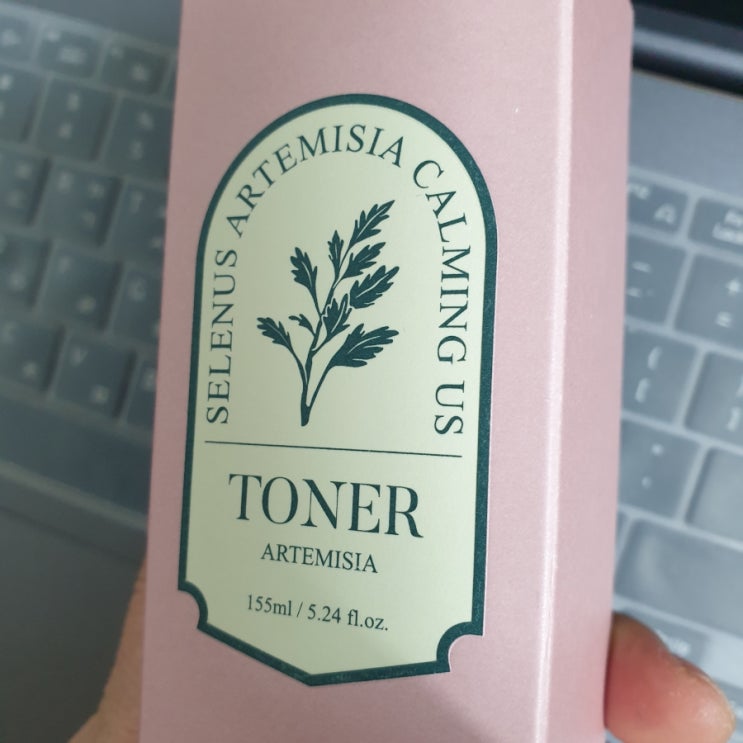 SELENUS ARTEMISIA CALMING US
TONER
ARTEMISIA
155ml / 5.24 fl.oz.